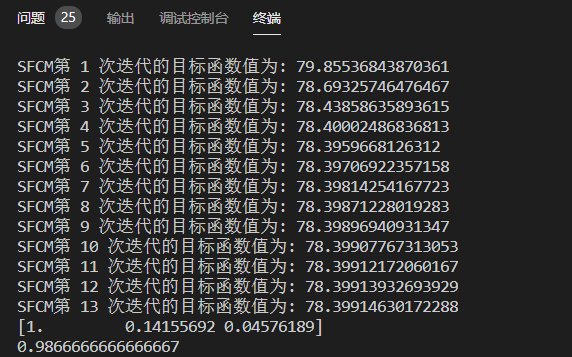 问题 25 输出 调试控制台 终端
SFCM第 1 次迭代的目标函数值为: 79.85536843870361
SFCM第 2 次迭代的目标函数值为: 78.69325746476467
SFCM第 3 次迭代的目标函数值为: 78.43858635893615
SFCM第 4 次迭代的目标函数值为: 78.40002486836813
SFCM第 5 次迭代的目标函数值为: 78.3959668126312
SFCM第 6 次迭代的目标函数值为: 78.39706922357158
SFCM第 7 次迭代的目标函数值为: 78.39814254167723
SFCM第 8 次迭代的目标函数值为: 78.39871228019283
SFCM第 9 次迭代的目标函数值为: 78.39896940931347
SFCM第 10 次迭代的目标函数值为: 78.39907767313053
SFCM第 11 次迭代的目标函数值为: 78.39912172060167
SFCM第 12 次迭代的目标函数值为: 78.39913932693929
SFCM第 13 次迭代的目标函数值为: 78.39914630172288
[1.         0.14155692 0.04576189]
0.9866666666666667